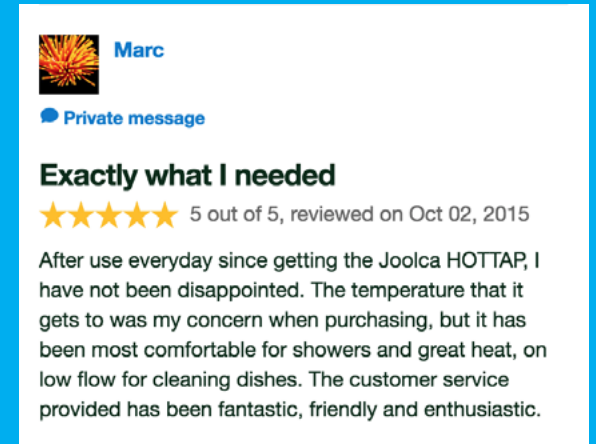 Marc
Private message
Exactly what I needed
5 out of 5, reviewed on Oct 02, 2015
After use everyday since getting the Joolca HOTTAP, I
have not been disappointed. The temperature that it
gets to was my concern when purchasing, but it has
been most comfortable for showers and great heat, on
low flow for cleaning dishes. The customer service
provided has been fantastic, friendly and enthusiastic.